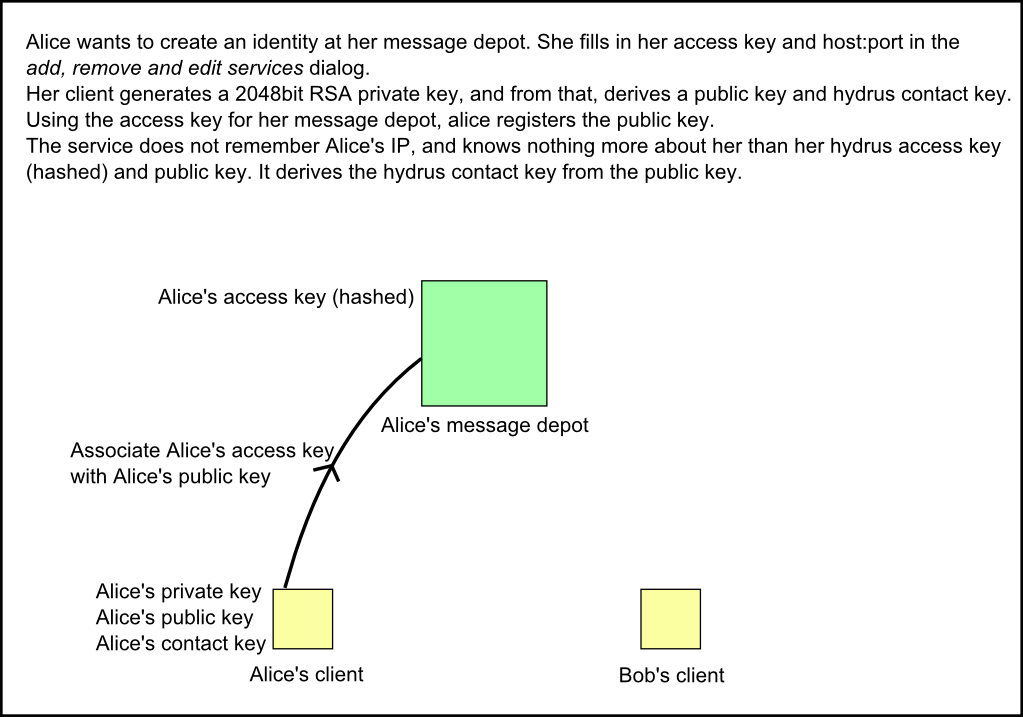 Alice wants to create an identity at her message depot. She fills in her access key and host:port in the
add, remove and edit services dialog.
Her client generates a 2048bit RSA private key, and from that, derives a public key and hydrus contact key.
Using the access key for her message depot, alice registers the public key.
The service does not remember Alice's IP, and knows nothing more about her than her hydrus access key
(hashed) and public key. It derives the hydrus contact key from the public key.
Alice's access key (hashed)
Alice's message depot
Associate Alice's access key
with Alice's public key
Alice's private key
Alice's public key
Alice's contact key
Alice's client
Bob's client